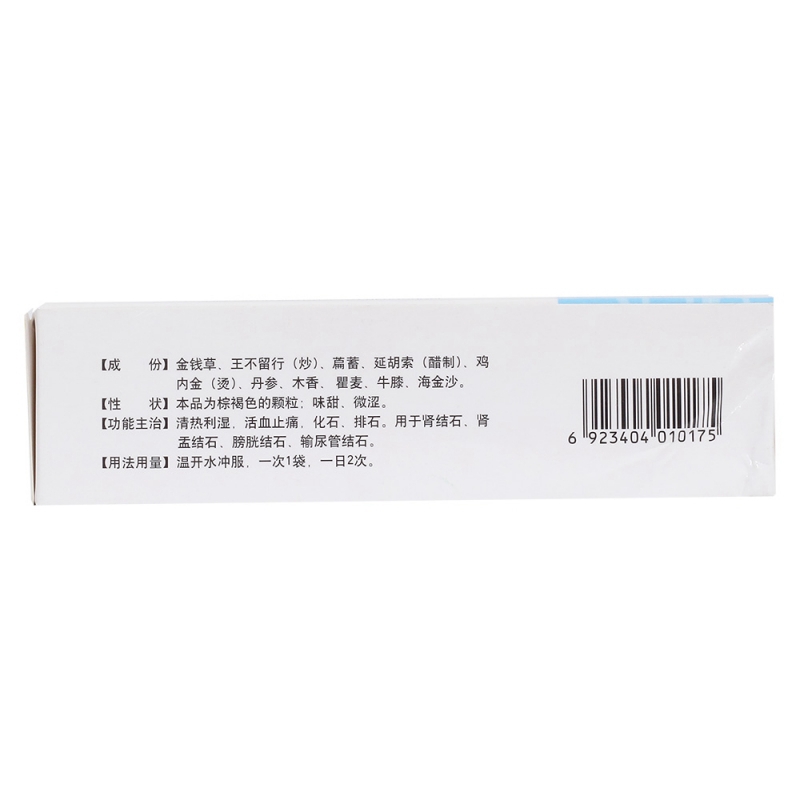 【成 份】金钱草、王不留行（炒）、萹蓄、延胡索（醋制）、鸡
内金（烫）、丹参、木香、瞿麦、牛膝、海金沙。
【性 状】本品为棕褐色的颗粒；味甜、微涩。
【功能主治】清热利湿，活血止痛，化石、排石。用于肾结石、肾
盂结石、膀胱结石、输尿管结石。
【用法用量】温开水冲服，一次1袋，一日2次。
6 923404 010175